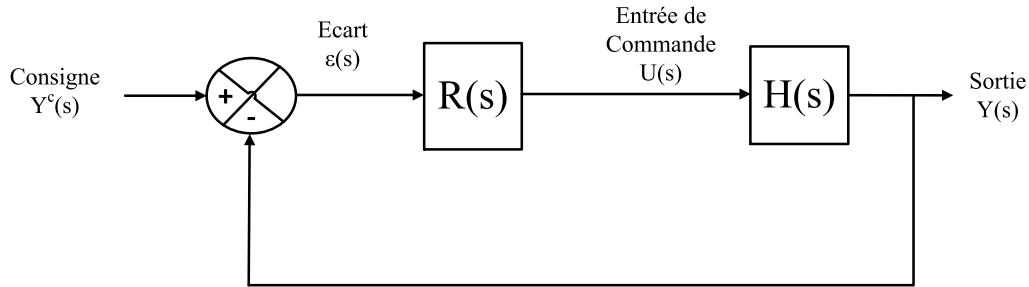 Consigne
Yᶜ(s)
+
-
Ecart
ε(s)
R(s)
Entrée de
Commande
U(s)
H(s)
Sortie
Y(s)